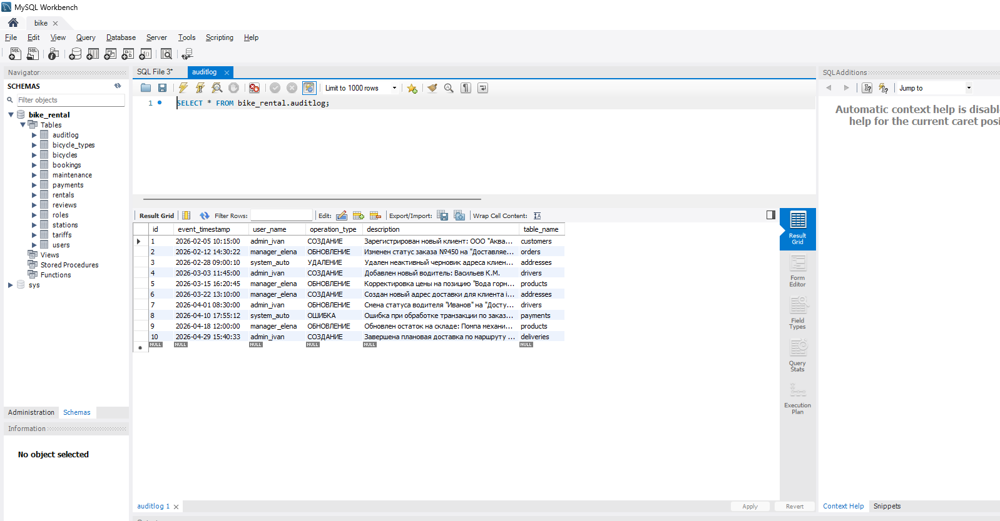 MySQL Workbench
bike
File Edit View Query Database Server Tools Scripting Help
Navigator
SCHEMAS
Filter objects
bike_rental
Tables
auditlog
bicycle_types
bicycles
bookings
maintenance
payments
rentals
reviews
roles
stations
tariffs
users
Views
Stored Procedures
Functions
sys
Administration Schemas
Information
No object selected
SQL File 3* auditlog
Limit to 1000 rows
1 SELECT * FROM bike_rental.auditlog;
Result Grid Filter Rows: Edit: Export/Import: Wrap Cell Content:
id event_timestamp user_name operation_type description table_name
1 2026-02-05 10:15:00 admin_ivan СОЗДАНИЕ Зарегистрирован новый клиент: ООО "Аква... customers
2 2026-02-12 14:30:22 manager_elena ОБНОВЛЕНИЕ Изменен статус заказа №450 на "Доставляе... orders
3 2026-02-28 09:00:10 system_auto УДАЛЕНИЕ Удален неактивный черновик адреса клиен... addresses
4 2026-03-03 11:45:00 admin_ivan СОЗДАНИЕ Добавлен новый водитель: Васильев К.М. drivers
5 2026-03-15 16:20:45 manager_elena ОБНОВЛЕНИЕ Корректировка цены на позицию "Вода горн... products
6 2026-03-22 13:10:00 manager_elena СОЗДАНИЕ Создан новый адрес доставки для клиента i... addresses
7 2026-04-01 08:30:00 admin_ivan ОБНОВЛЕНИЕ Смена статуса водителя "Иванов" на "Досту... drivers
8 2026-04-10 17:55:12 system_auto ОШИБКА Ошибка при обработке транзакции по заказ... payments
9 2026-04-18 12:00:00 manager_elena ОБНОВЛЕНИЕ Обновлен остаток на складе: Помпа механи... products
10 2026-04-29 15:40:33 admin_ivan СОЗДАНИЕ Завершена плановая доставка по маршруту ... deliveries
NULL NULL NULL NULL NULL NULL
Result
Grid
Form
Editor
Field
Types
Query
Stats
Execution
Plan
auditlog 1
Apply Revert
SQLAdditions
Jump to
Automatic context help is disabl
help for the current caret posi
Context Help Snippets